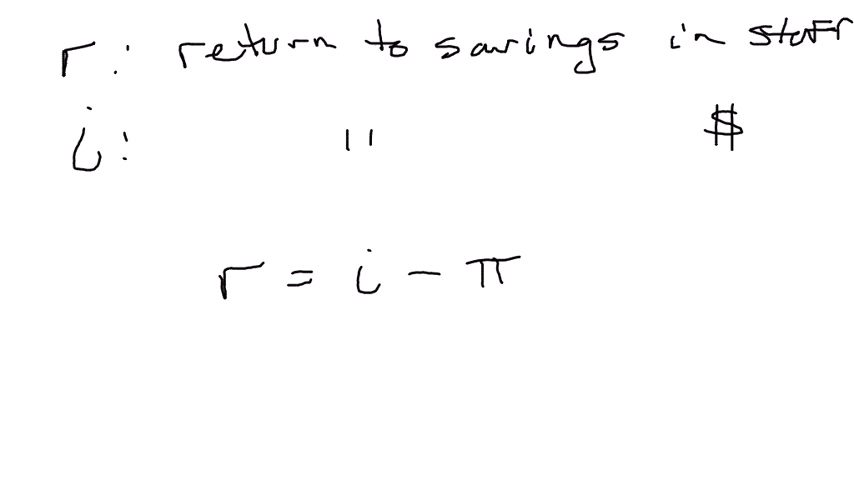 r: return to savings in stuff
i: " $
r = i - π